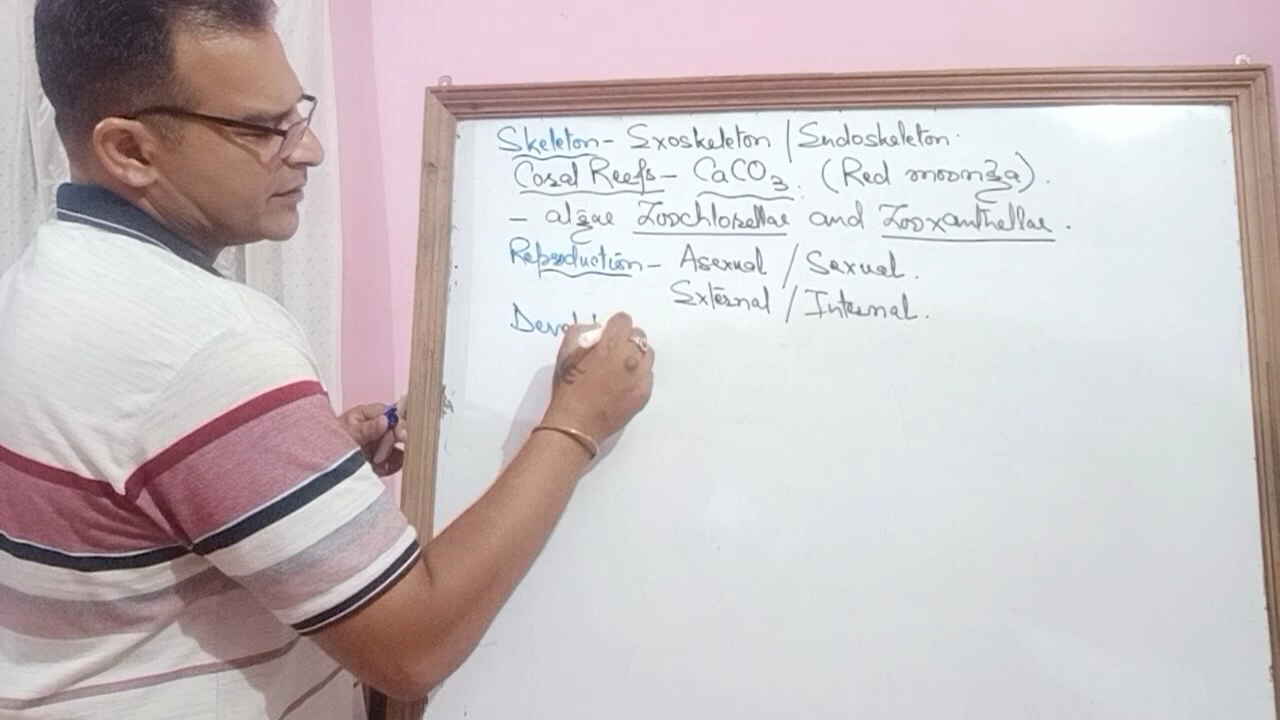 Skeleton - Exoskeleton / Endoskeleton.
Coral Reefs - CaCO₃. (Red moonga).
- algae Zoochlorellae and Zooxanthellae.
Reproduction - Asexual / Sexual.
External / Internal.